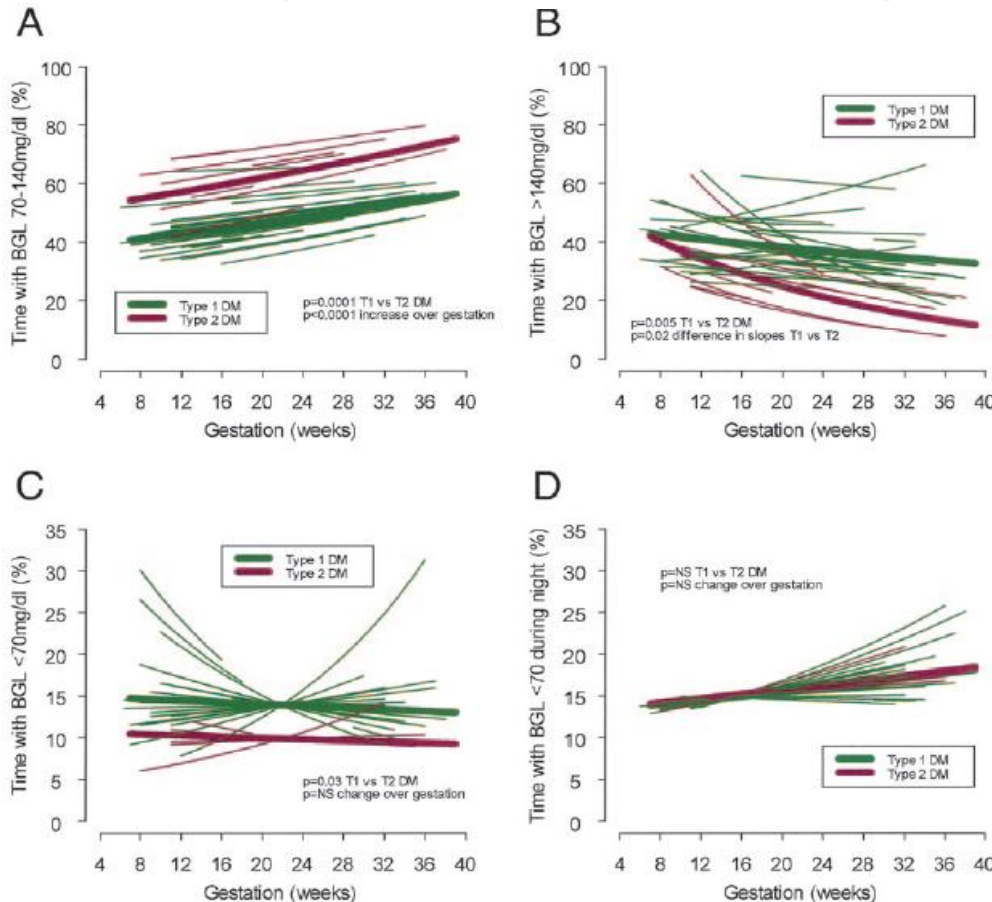 A
Time with BGL 70-140mg/dl (%)
100
80
60
40
20
0
Type 1 DM
Type 2 DM
p=0.0001 T1 vs T2 DM
p<0.0001 increase over gestation
4 8 12 16 20 24 28 32 36 40
Gestation (weeks)
B
Time with BGL >140mg/dl (%)
100
80
60
40
20
0
Type 1 DM
Type 2 DM
p=0.005 T1 vs T2 DM
p=0.02 difference in slopes T1 vs T2
4 8 12 16 20 24 28 32 36 40
Gestation (weeks)
C
Time with BGL <70mg/dl (%)
35
30
25
20
15
10
5
0
Type 1 DM
Type 2 DM
p=0.03 T1 vs T2 DM
p=NS change over gestation
4 8 12 16 20 24 28 32 36 40
Gestation (weeks)
D
Time with BGL <70 during night (%)
35
30
25
20
15
10
5
0
p=NS T1 vs T2 DM
p=NS change over gestation
Type 1 DM
Type 2 DM
4 8 12 16 20 24 28 32 36 40
Gestation (weeks)